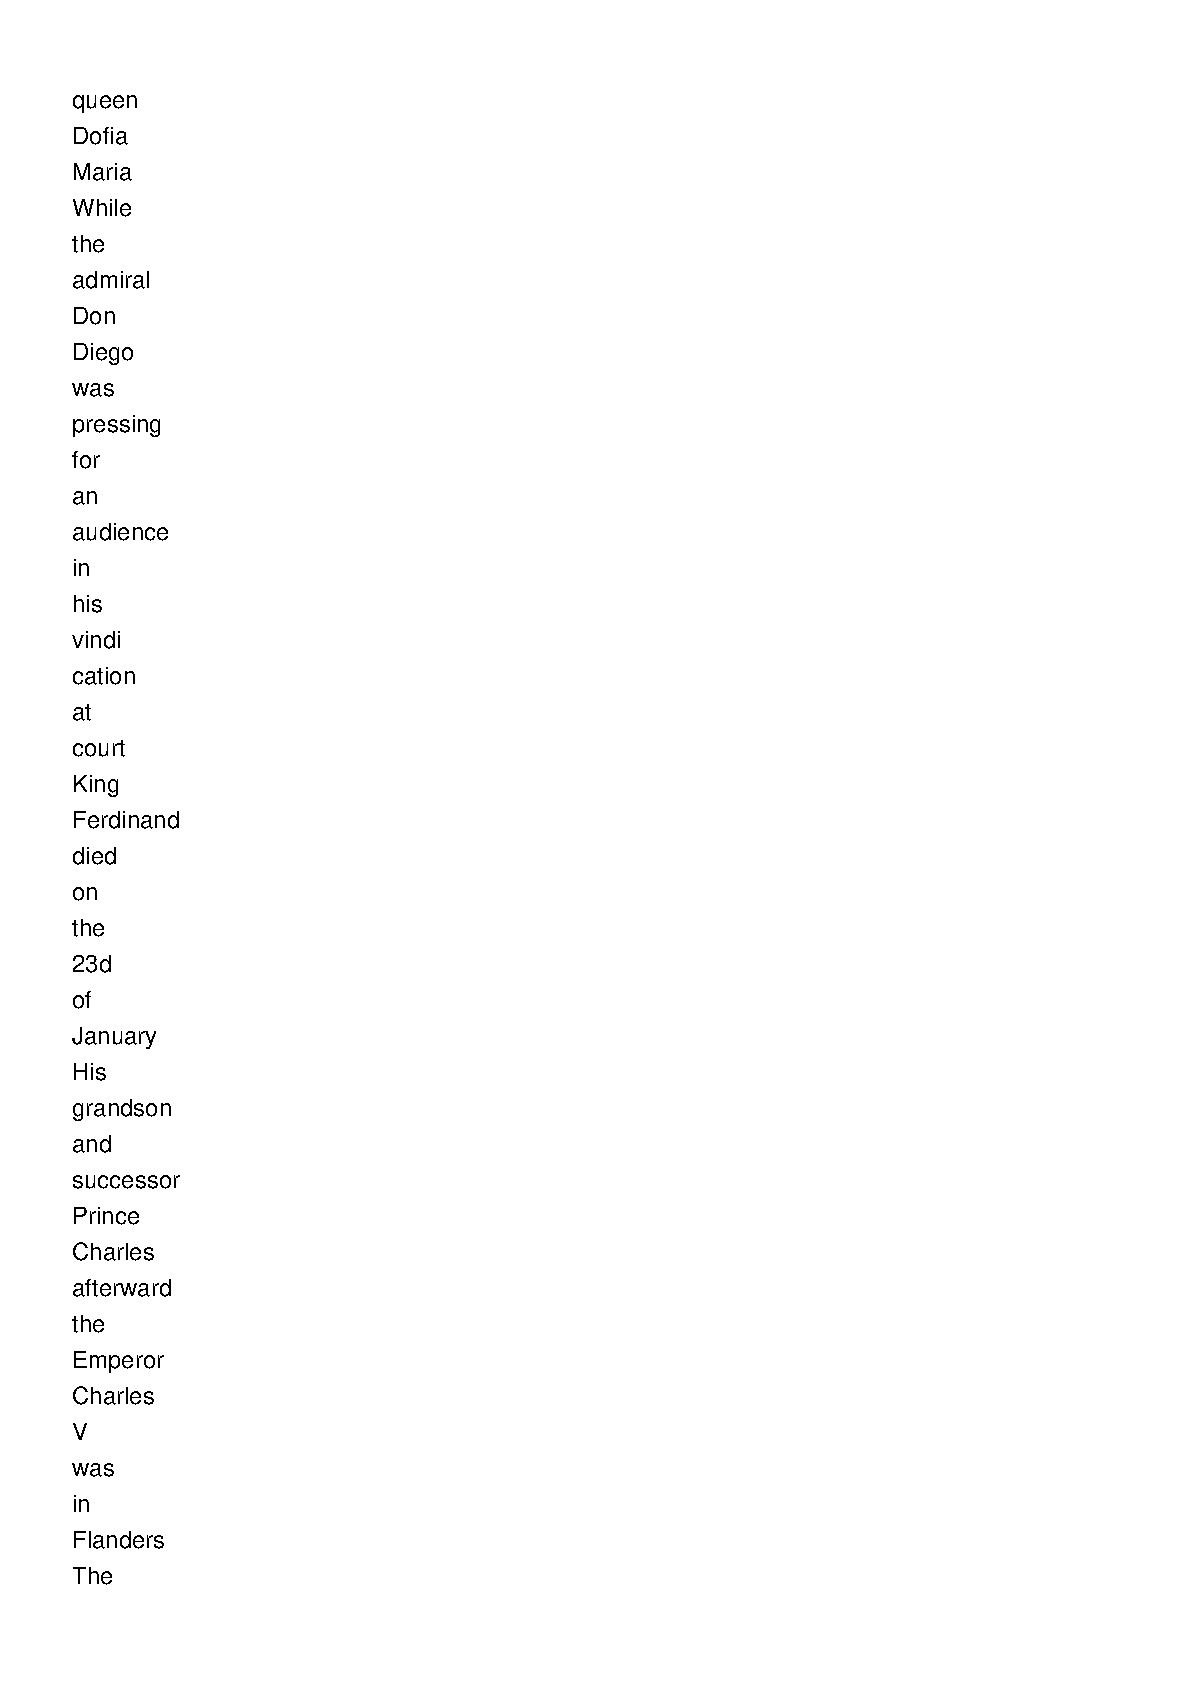 queen
Dofia
Maria
While
the
admiral
Don
Diego
was
pressing
for
an
audience
in
his
vindi
cation
at
court
King
Ferdinand
died
on
the
23d
of
January
His
grandson
and
successor
Prince
Charles
afterward
the
Emperor
Charles
V
was
in
Flanders
The